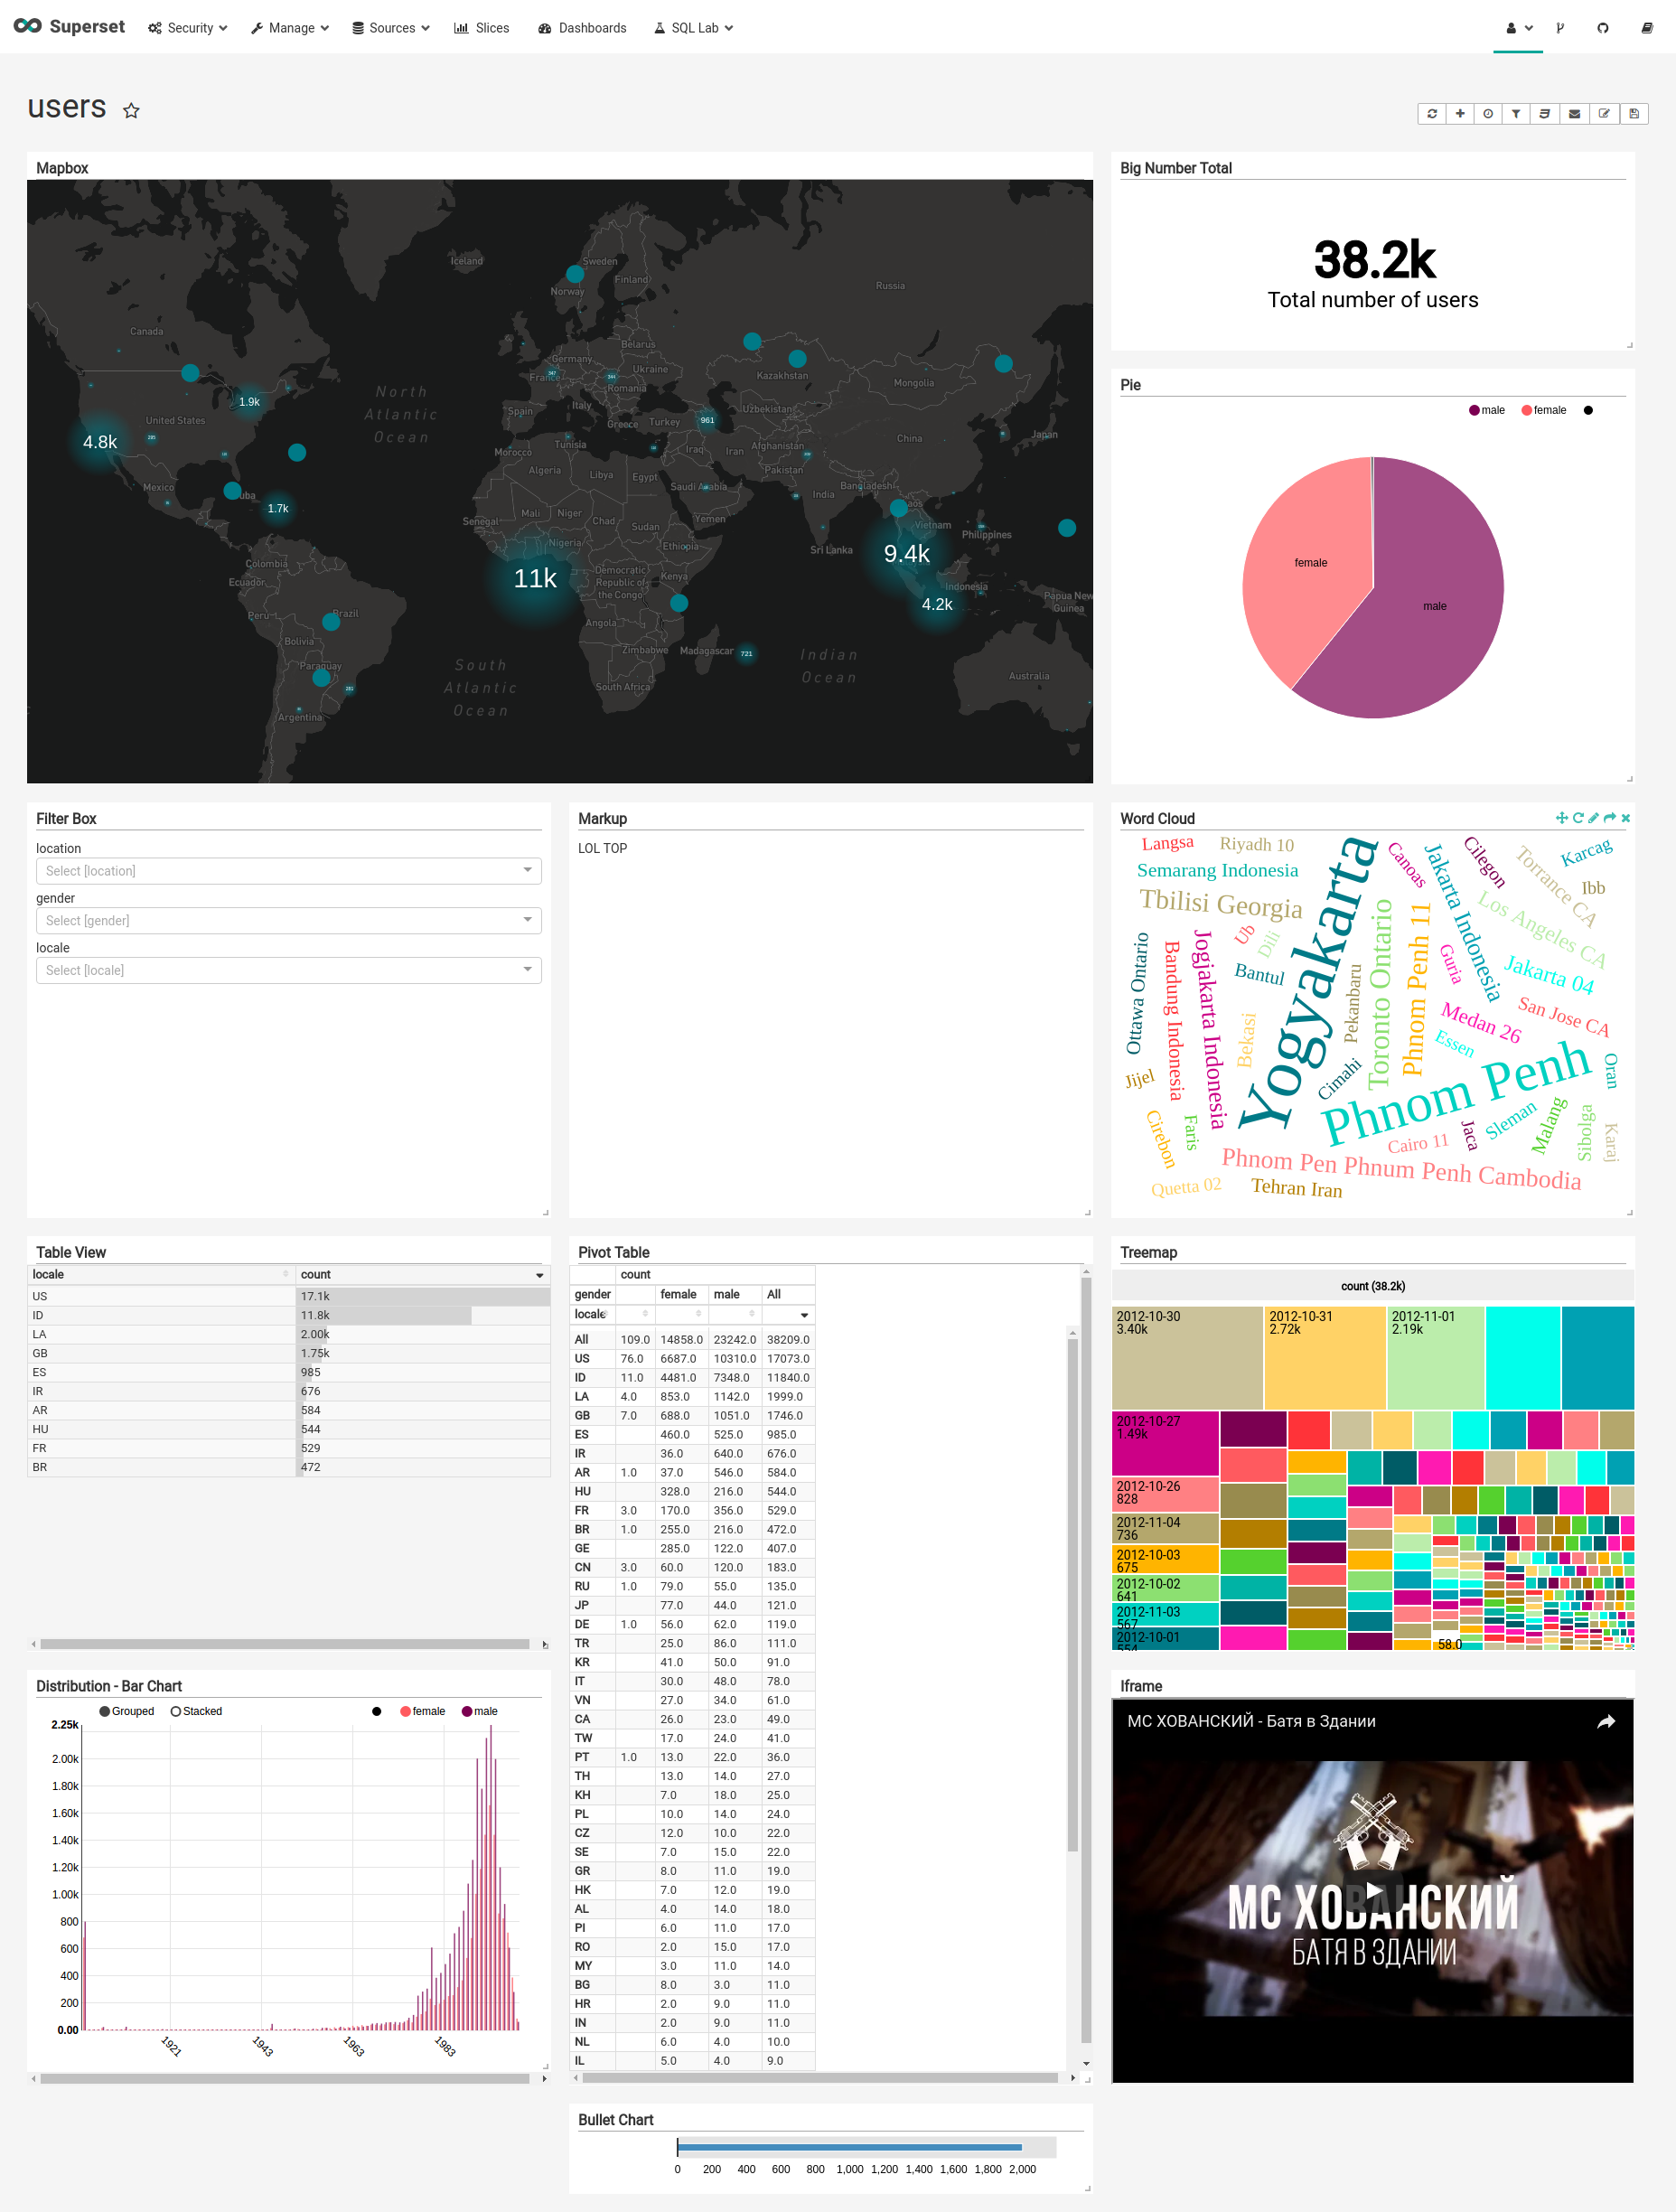 Superset Security Manage Sources Slices Dashboards SQL Lab
users
Mapbox
Iceland
Sweden
Finland
Norway
Russia
Canada
Belarus
Germany
Ukraine
France
Kazakhstan
Mongolia
Romania
North
Atlantic
Ocean
1.9k
United States
Spain
Italy
Uzbekistan
Greece
Turkey
961
4.8k
China
Japan
Morocco
Tunisia
Iraq
Iran
Afghanistan
Algeria
Libya
Egypt
Pakistan
Mexico
Saudi Arabia
India
Bangladesh
1.7k
Mali
Niger
Chad
Senegal
Sudan
Yemen
Vietnam
Philippines
Nigeria
Ethiopia
Sri Lanka
9.4k
Colombia
11k
Democratic
Republic of
the Congo
Kenya
Ecuador
Indonesia
4.2k
Papua New
Guinea
Peru
Brazil
Angola
Bolivia
Zimbabwe
Madagascar
721
Indian
Ocean
South
Atlantic
Ocean
Paraguay
South Africa
Australia
Argentina
Big Number Total
38.2k
Total number of users
Pie
male female
female
male
Filter Box
location
Select [location]
gender
Select [gender]
locale
Select [locale]
Markup
LOL TOP
Word Cloud
Langsa
Riyadh 10
Semarang Indonesia
Tbilisi Georgia
Yogyakarta
Canoas
Jakarta Indonesia
Cilegon
Torrance CA
Karcag
Ibb
Los Angeles CA
Ub
Dili
Bantul
Ottawa Ontario
Bandung Indonesia
Jogjakarta Indonesia
Bekasi
Pekanbaru
Toronto Ontario
Phnom Penh 11
Guria
Jakarta 04
San Jose CA
Medan 26
Essen
Phnom Penh
Oran
Jijel
Cimahi
Cirebon
Faris
Cairo 11
Jaca
Sleman
Malang
Sibolga
Karaj
Phnom Pen Phnum Penh Cambodia
Quetta 02
Tehran Iran
Table View
locale count
US 17.1k
ID 11.8k
LA 2.00k
GB 1.75k
ES 985
IR 676
AR 584
HU 544
FR 529
BR 472
Pivot Table
count
gender female male All
locale
All 109.0 14858.0 23242.0 38209.0
US 76.0 6687.0 10310.0 17073.0
ID 11.0 4481.0 7348.0 11840.0
LA 4.0 853.0 1142.0 1999.0
GB 7.0 688.0 1051.0 1746.0
ES 460.0 525.0 985.0
IR 36.0 640.0 676.0
AR 1.0 37.0 546.0 584.0
HU 328.0 216.0 544.0
FR 3.0 170.0 356.0 529.0
BR 1.0 255.0 216.0 472.0
GE 285.0 122.0 407.0
CN 3.0 60.0 120.0 183.0
RU 1.0 79.0 55.0 135.0
JP 77.0 44.0 121.0
DE 1.0 56.0 62.0 119.0
TR 25.0 86.0 111.0
KR 41.0 50.0 91.0
IT 30.0 48.0 78.0
VN 27.0 34.0 61.0
CA 26.0 23.0 49.0
TW 17.0 24.0 41.0
PT 1.0 13.0 22.0 36.0
TH 13.0 14.0 27.0
KH 7.0 18.0 25.0
PL 10.0 14.0 24.0
CZ 12.0 10.0 22.0
SE 7.0 15.0 22.0
GR 8.0 11.0 19.0
HK 7.0 12.0 19.0
AL 4.0 14.0 18.0
PI 6.0 11.0 17.0
RO 2.0 15.0 17.0
MY 3.0 11.0 14.0
BG 8.0 3.0 11.0
HR 2.0 9.0 11.0
IN 2.0 9.0 11.0
NL 6.0 4.0 10.0
IL 5.0 4.0 9.0
Treemap
count (38.2k)
2012-10-30
3.40k
2012-10-31
2.72k
2012-11-01
2.19k
2012-10-27
1.49k
2012-10-26
828
2012-11-04
736
2012-10-03
675
2012-10-02
641
2012-11-03
567
2012-10-01
554
58.0
Distribution - Bar Chart
Grouped Stacked female male
2.25k
2.00k
1.80k
1.60k
1.40k
1.20k
1.00k
800
600
400
200
0.00
1921 1943 1963 1983
Iframe
МС ХОВАНСКИЙ - Батя в Здании
МС ХОВАНСКИЙ
БАТЯ В ЗДАНИИ
Bullet Chart
0 200 400 600 800 1,000 1,200 1,400 1,600 1,800 2,000